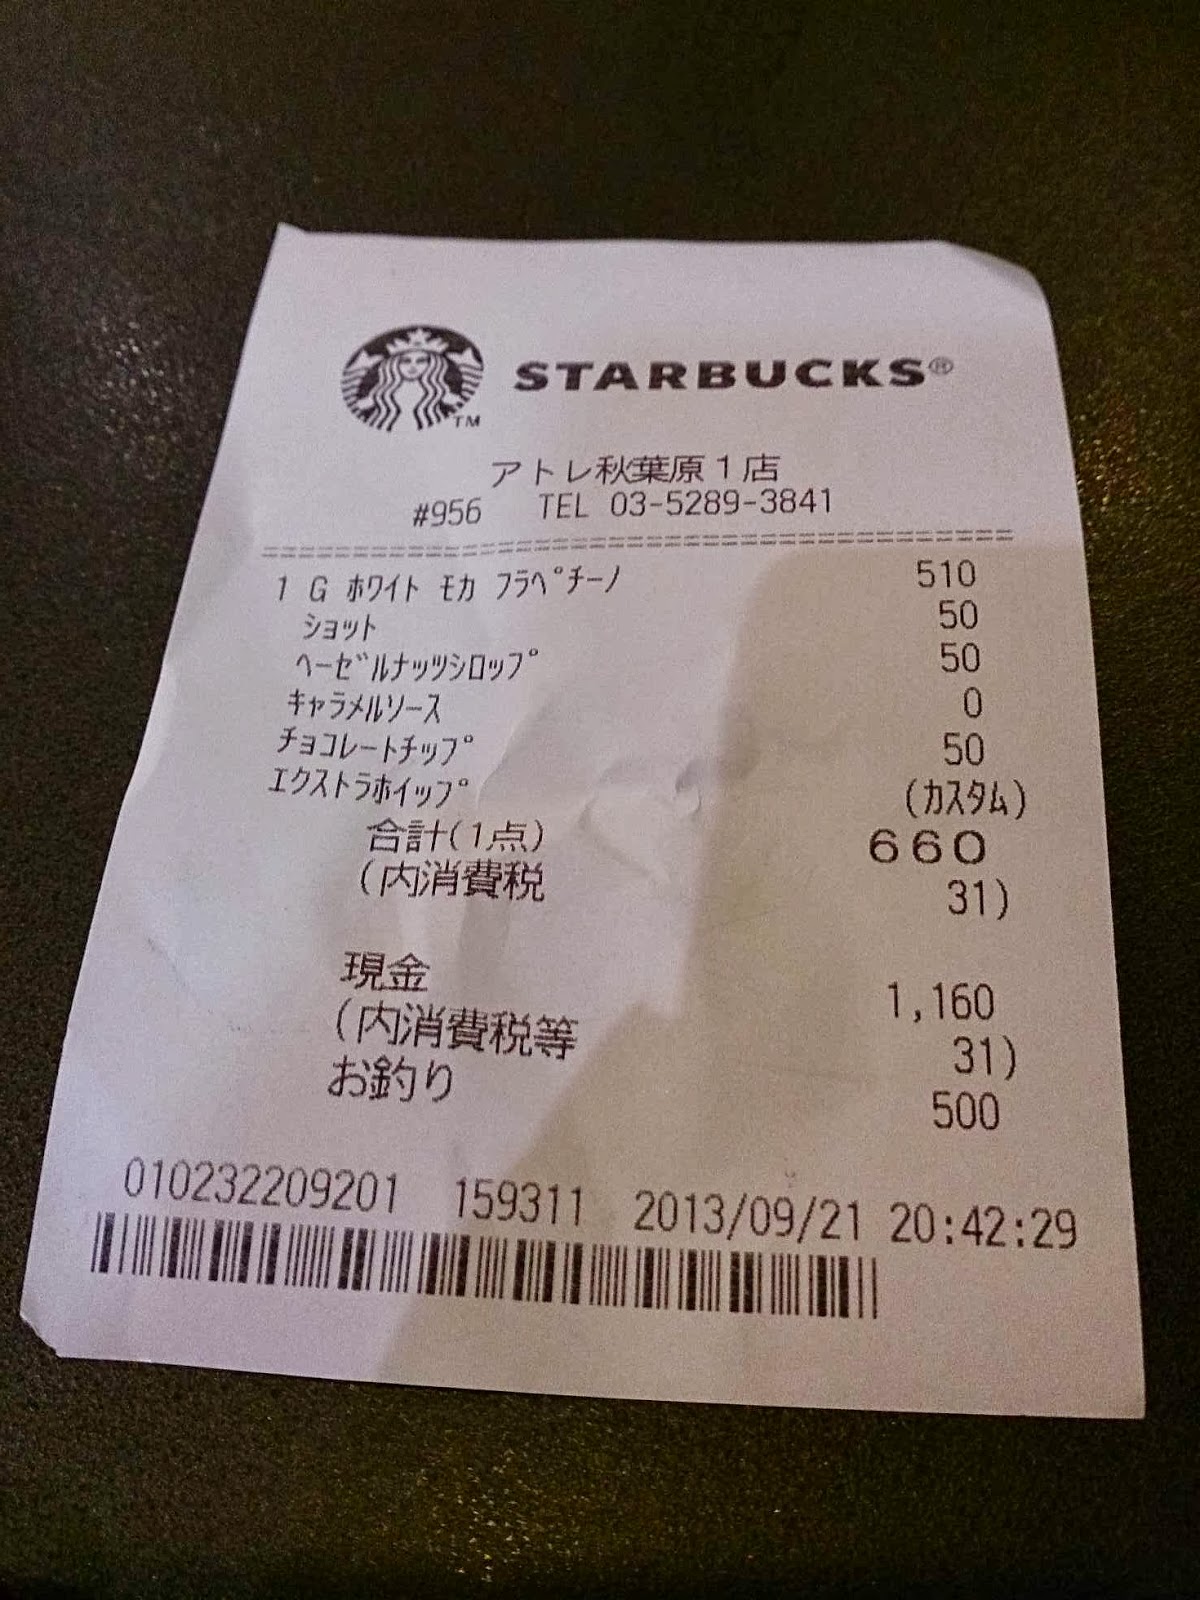 STARBUCKS®
TM
アトレ秋葉原1店
#956 TEL 03-5289-3841
1 G ﾎﾜｲﾄ ﾓｶ ﾌﾗﾍﾟﾁｰﾉ 510
ｼｮｯﾄ 50
ﾍｰｾﾞﾙﾅｯﾂｼﾛｯﾌﾟ 50
ｷｬﾗﾒﾙｿｰｽ 0
ﾁｮｺﾚｰﾄﾁｯﾌﾟ 50
ｴｸｽﾄﾗﾎｲｯﾌﾟ (ｶｽﾀﾑ)
合計(1点) 660
(内消費税 31)
現金 1,160
(内消費税等 31)
お釣り 500
010232209201 159311 2013/09/21 20:42:29